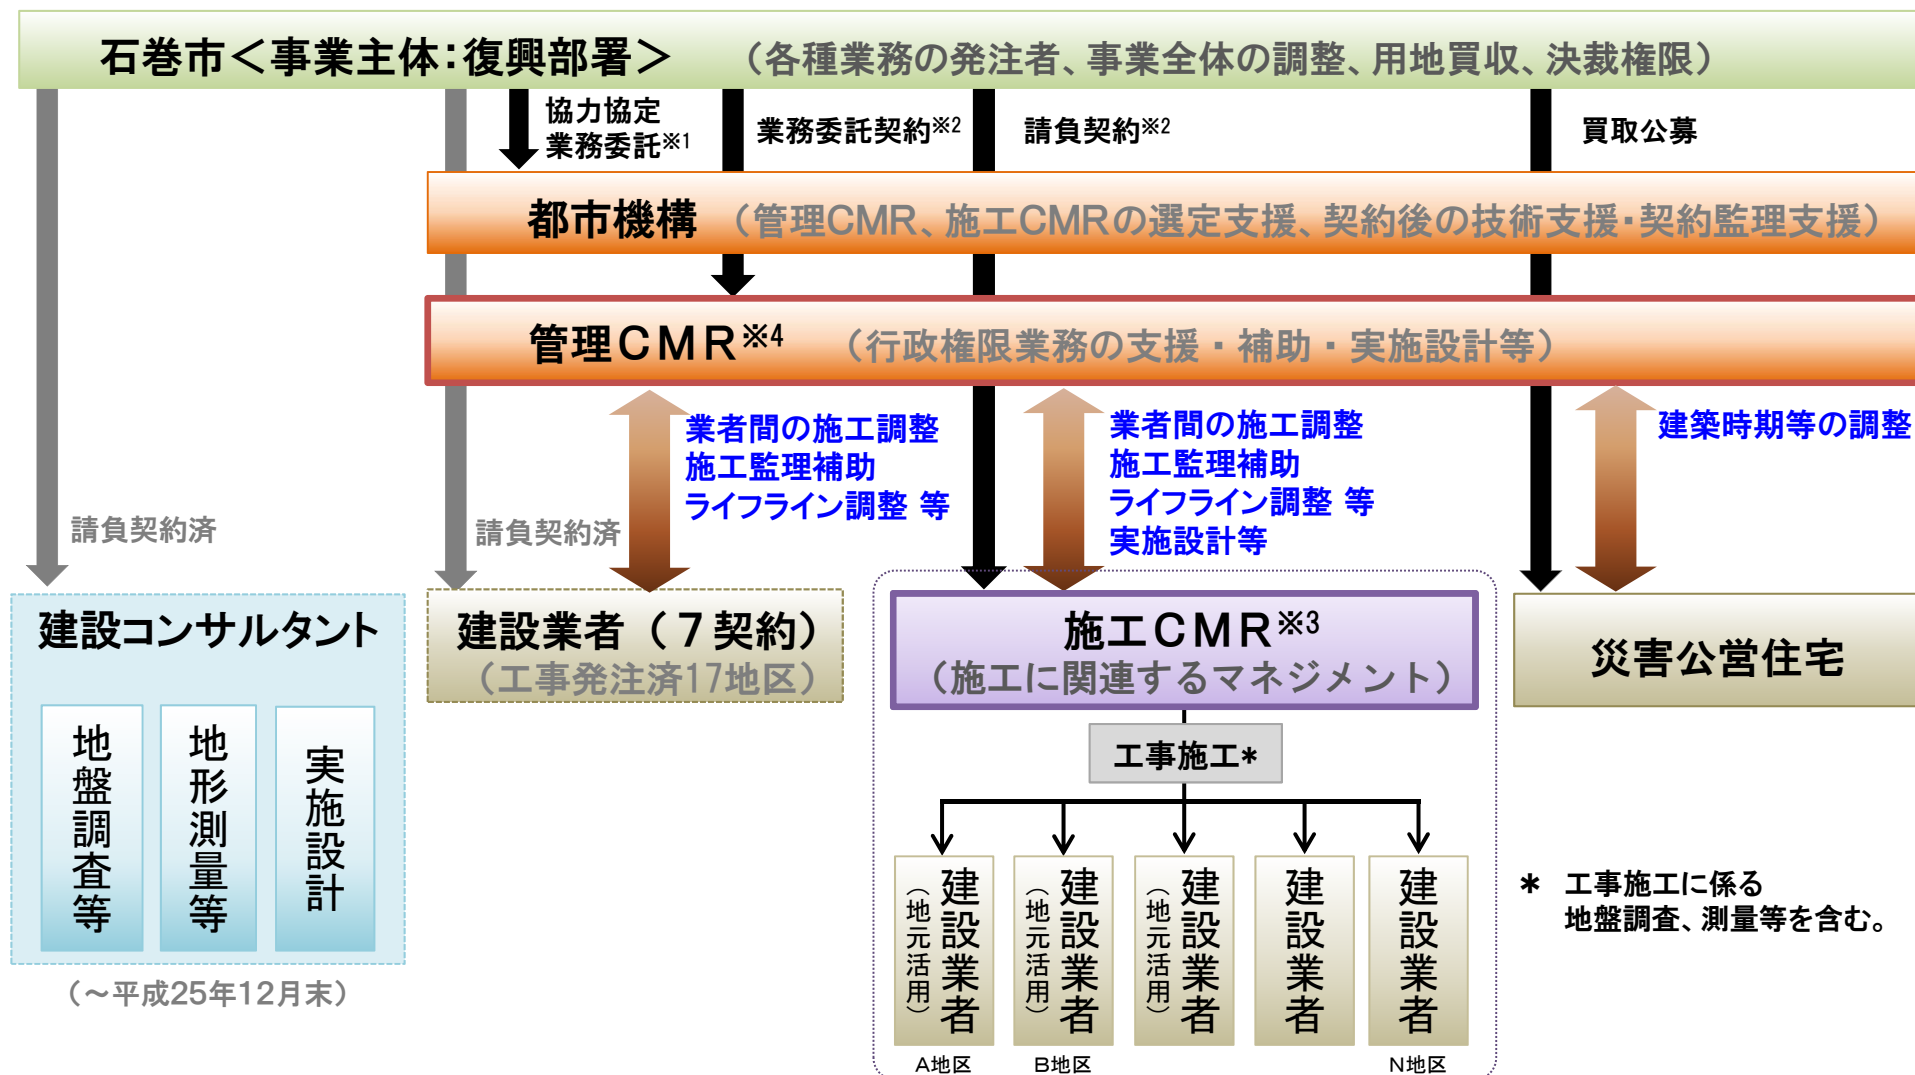 石巻市＜事業主体：復興部署＞　（各種業務の発注者、事業全体の調整、用地買収、決裁権限）
協力協定
業務委託※1
業務委託契約※2
請負契約※2
買取公募
都市機構　（管理CMR、施工CMRの選定支援、契約後の技術支援・契約監理支援）
管理ＣＭＲ※4　（行政権限業務の支援・補助・実施設計等）
業者間の施工調整
施工監理補助
ライフライン調整 等
業者間の施工調整
施工監理補助
ライフライン調整 等
実施設計等
建築時期等の調整
請負契約済
請負契約済
建設コンサルタント
地盤調査等
地形測量等
実施設計
（～平成25年12月末）
建設業者（７契約）
（工事発注済17地区）
施工ＣＭＲ※3
（施工に関連するマネジメント）
災害公営住宅
工事施工*
建設業者
（地元活用）
建設業者
（地元活用）
建設業者
（地元活用）
建設業者
建設業者
A地区
B地区
N地区
*　工事施工に係る
地盤調査、測量等を含む。